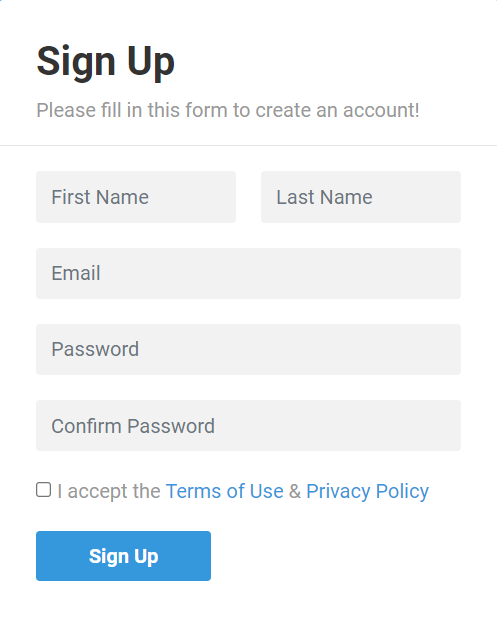 Sign Up
Please fill in this form to create an account!
First Name Last Name
Email
Password
Confirm Password
I accept the Terms of Use & Privacy Policy
Sign Up